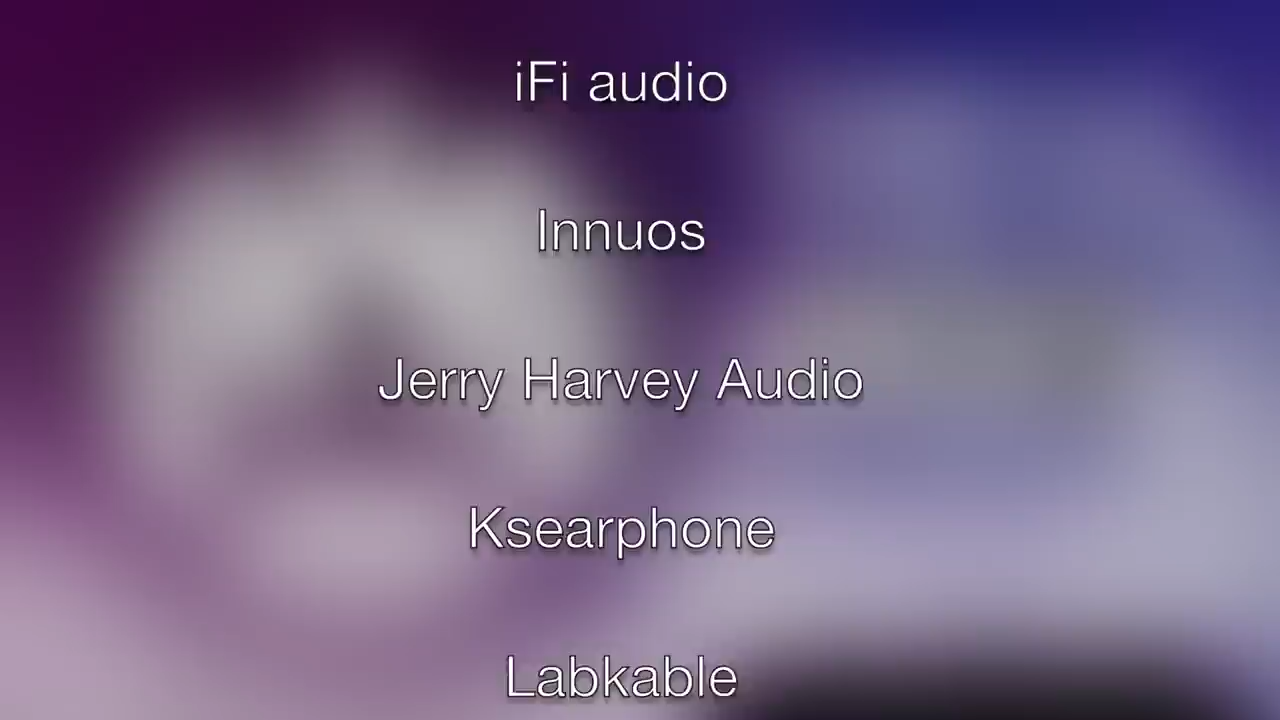 iFi audio
Innuos
Jerry Harvey Audio
Ksearphone
Labkable